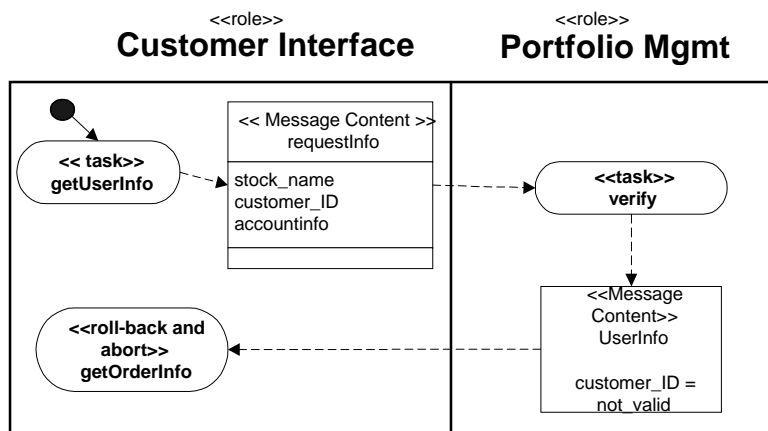 <<role>>
Customer Interface
<<role>>
Portfolio Mgmt
<< task>>
getUserInfo
<< Message Content >>
requestInfo
stock_name
customer_ID
accountinfo
<<task>>
verify
<<Message
Content>>
UserInfo
customer_ID =
not_valid
<<roll-back and
abort>>
getOrderInfo